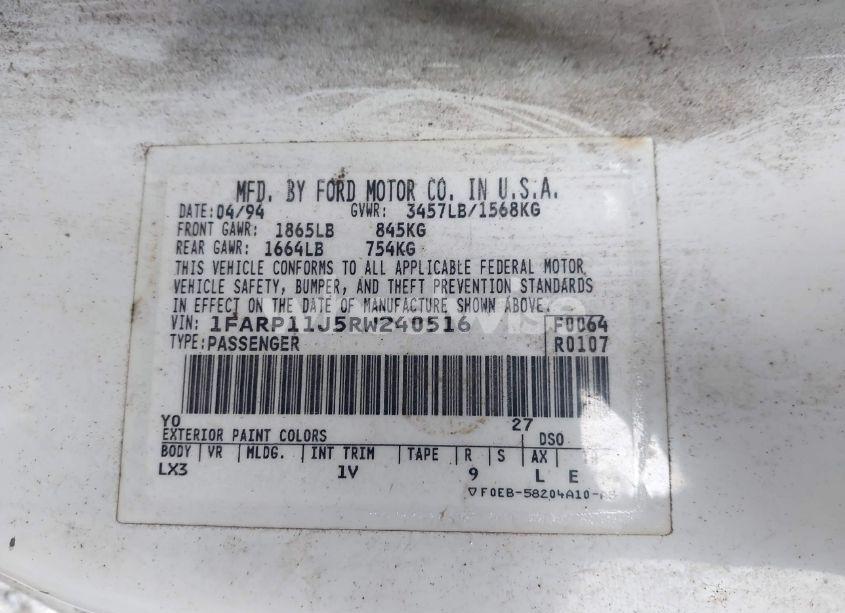 MFD. BY FORD MOTOR CO. IN U.S.A.
DATE: 04/94 GVWR: 3457LB/1568KG
FRONT GAWR: 1865LB 845KG
REAR GAWR: 1664LB 754KG
THIS VEHICLE CONFORMS TO ALL APPLICABLE FEDERAL MOTOR
VEHICLE SAFETY, BUMPER, AND THEFT PREVENTION STANDARDS
IN EFFECT ON THE DATE OF MANUFACTURE SHOWN ABOVE.
VIN: 1FARP11J5RW240516 F0064
TYPE: PASSENGER R0107
YO 27
EXTERIOR PAINT COLORS DSO
BODY VR MLDG. INT TRIM TAPE R S AX
LX3 1V 9 L E
F0EB-58204A10-